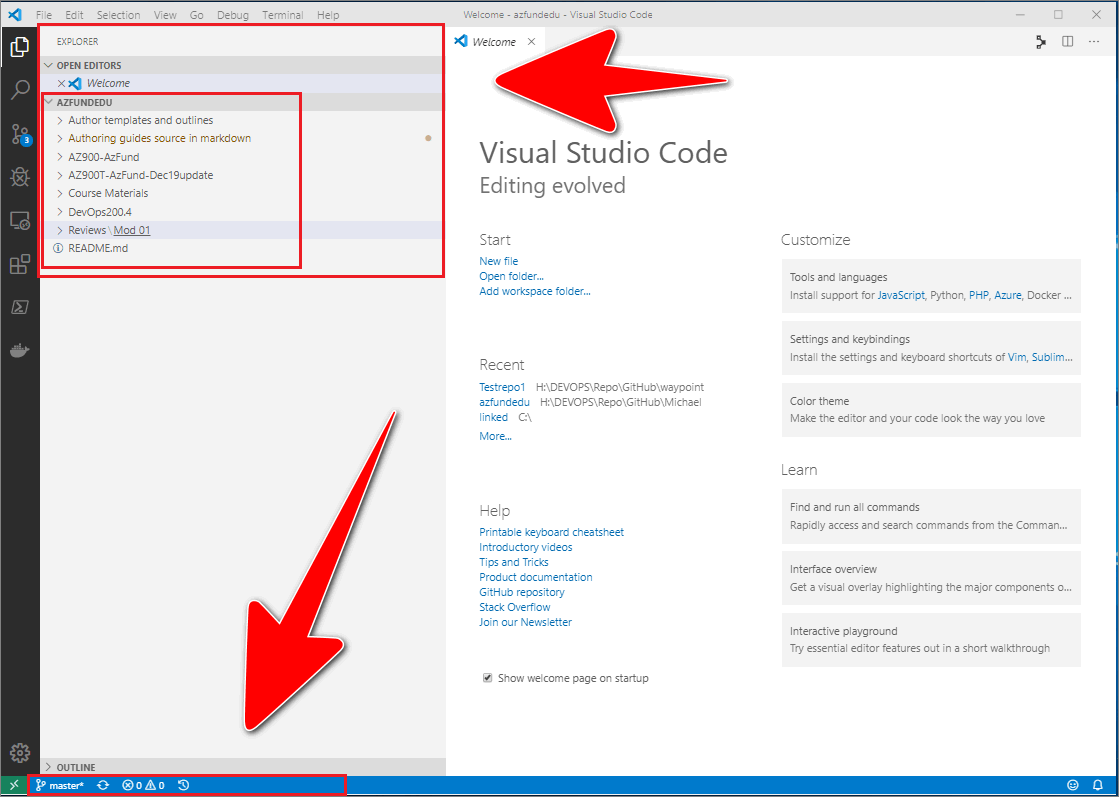 File Edit Selection View Go Debug Terminal Help Welcome - azfundedu - Visual Studio Code
EXPLORER
OPEN EDITORS
Welcome
AZFUNDEDU
Author templates and outlines
Authoring guides source in markdown
AZ900-AzFund
AZ900T-AzFund-Dec19update
Course Materials
DevOps200.4
Reviews\Mod 01
README.md
OUTLINE
3
Welcome
Visual Studio Code
Editing evolved
Start
New file
Open folder...
Add workspace folder...
Recent
Testrepo1 H:\DEVOPS\Repo\GitHub\waypoint
azfundedu H:\DEVOPS\Repo\GitHub\Michael
linked C:\
More...
Help
Printable keyboard cheatsheet
Introductory videos
Tips and Tricks
Product documentation
GitHub repository
Stack Overflow
Join our Newsletter
Show welcome page on startup
Customize
Tools and languages
Install support for JavaScript, Python, PHP, Azure, Docker ...
Settings and keybindings
Install the settings and keyboard shortcuts of Vim, Sublim...
Color theme
Make the editor and your code look the way you love
Learn
Find and run all commands
Rapidly access and search commands from the Comman...
Interface overview
Get a visual overlay highlighting the major components o...
Interactive playground
Try essential editor features out in a short walkthrough
master* 0 0